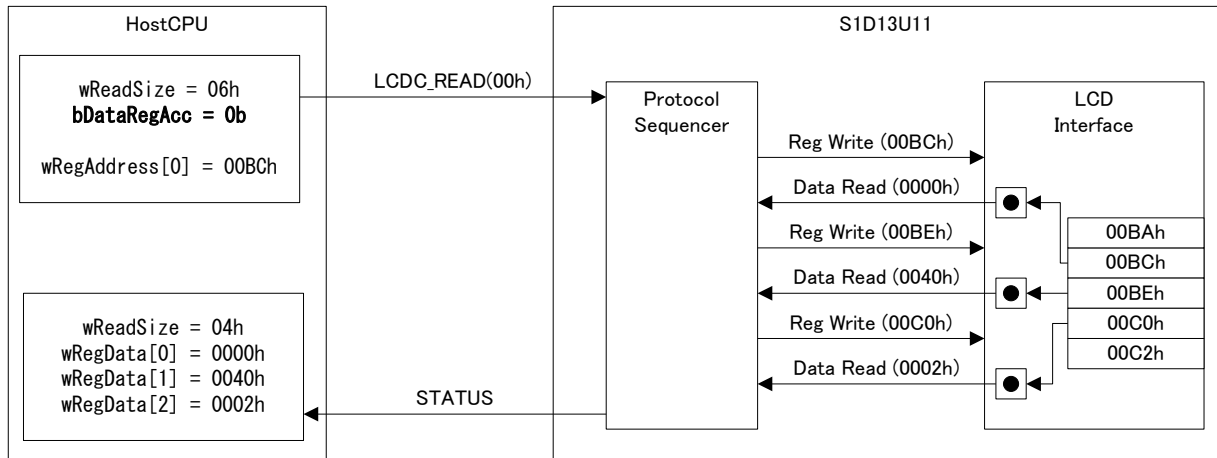 HostCPU
wReadSize = 06h
bDataRegAcc = 0b
wRegAddress[0] = 00BCh
wReadSize = 04h
wRegData[0] = 0000h
wRegData[1] = 0040h
wRegData[2] = 0002h
LCDC_READ(00h)
STATUS
S1D13U11
Protocol
Sequencer
Reg Write (00BCh)
Data Read (0000h)
Reg Write (00BEh)
Data Read (0040h)
Reg Write (00C0h)
Data Read (0002h)
LCD
Interface
00BAh
00BCh
00BEh
00C0h
00C2h